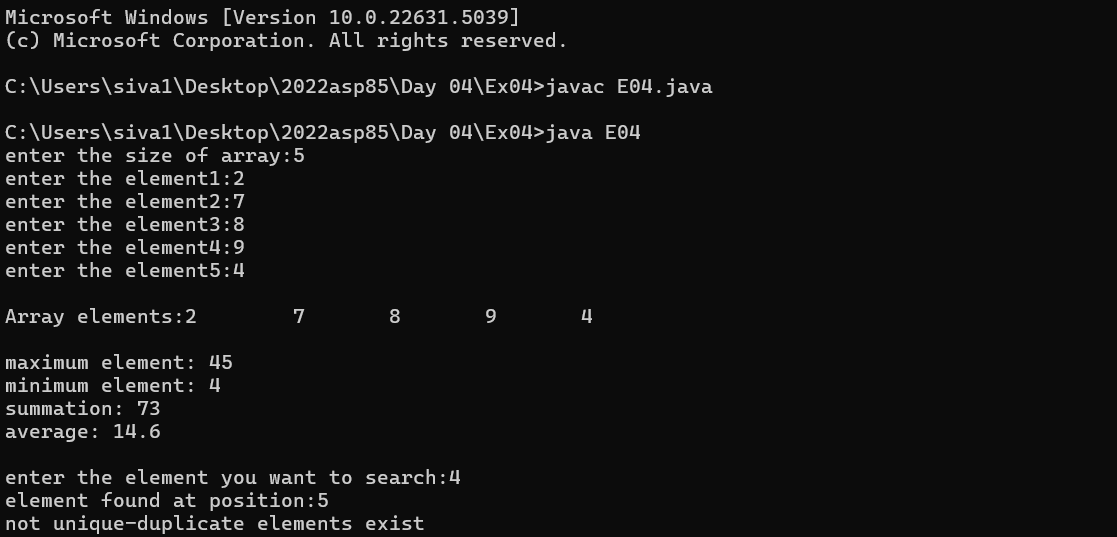 Microsoft Windows [Version 10.0.22631.5039]
(c) Microsoft Corporation. All rights reserved.
C:\Users\siva1\Desktop\2022asp85\Day 04\Ex04>javac E04.java
C:\Users\siva1\Desktop\2022asp85\Day 04\Ex04>java E04
enter the size of array:5
enter the element1:2
enter the element2:7
enter the element3:8
enter the element4:9
enter the element5:4
Array elements:2        7       8       9       4
maximum element: 45
minimum element: 4
summation: 73
average: 14.6
enter the element you want to search:4
element found at position:5
not unique-duplicate elements exist